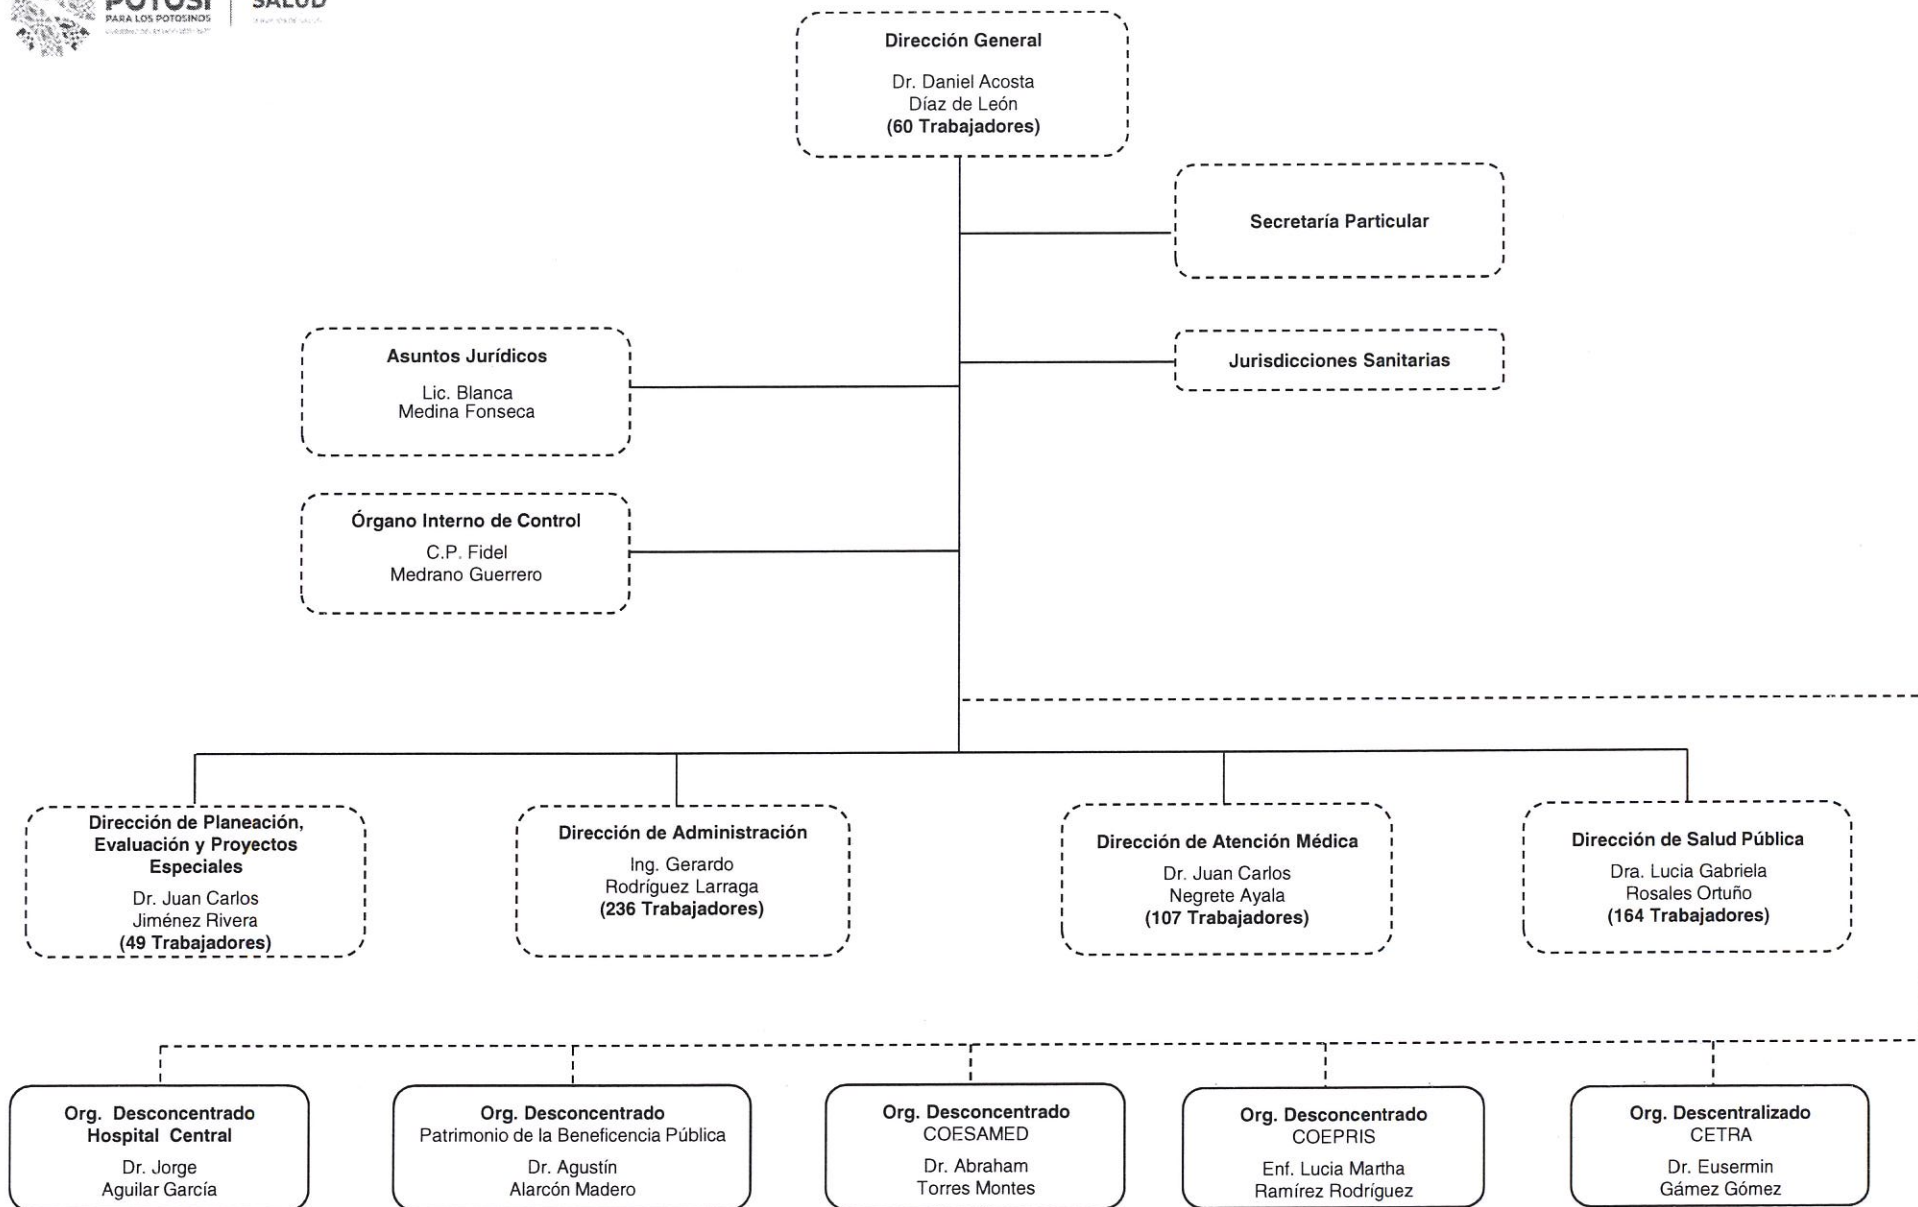 POTOSÍ
PARA LOS POTOSINOS
SALUD
Dirección General
Dr. Daniel Acosta
Díaz de León
(60 Trabajadores)
Secretaría Particular
Jurisdicciones Sanitarias
Asuntos Jurídicos
Lic. Blanca
Medina Fonseca
Órgano Interno de Control
C.P. Fidel
Medrano Guerrero
Dirección de Planeación,
Evaluación y Proyectos
Especiales
Dr. Juan Carlos
Jiménez Rivera
(49 Trabajadores)
Dirección de Administración
Ing. Gerardo
Rodríguez Larraga
(236 Trabajadores)
Dirección de Atención Médica
Dr. Juan Carlos
Negrete Ayala
(107 Trabajadores)
Dirección de Salud Pública
Dra. Lucia Gabriela
Rosales Ortuño
(164 Trabajadores)
Org. Desconcentrado
Hospital Central
Dr. Jorge
Aguilar García
Org. Desconcentrado
Patrimonio de la Beneficencia Pública
Dr. Agustín
Alarcón Madero
Org. Desconcentrado
COESAMED
Dr. Abraham
Torres Montes
Org. Desconcentrado
COEPRIS
Enf. Lucia Martha
Ramírez Rodríguez
Org. Descentralizado
CETRA
Dr. Eusermin
Gámez Gómez